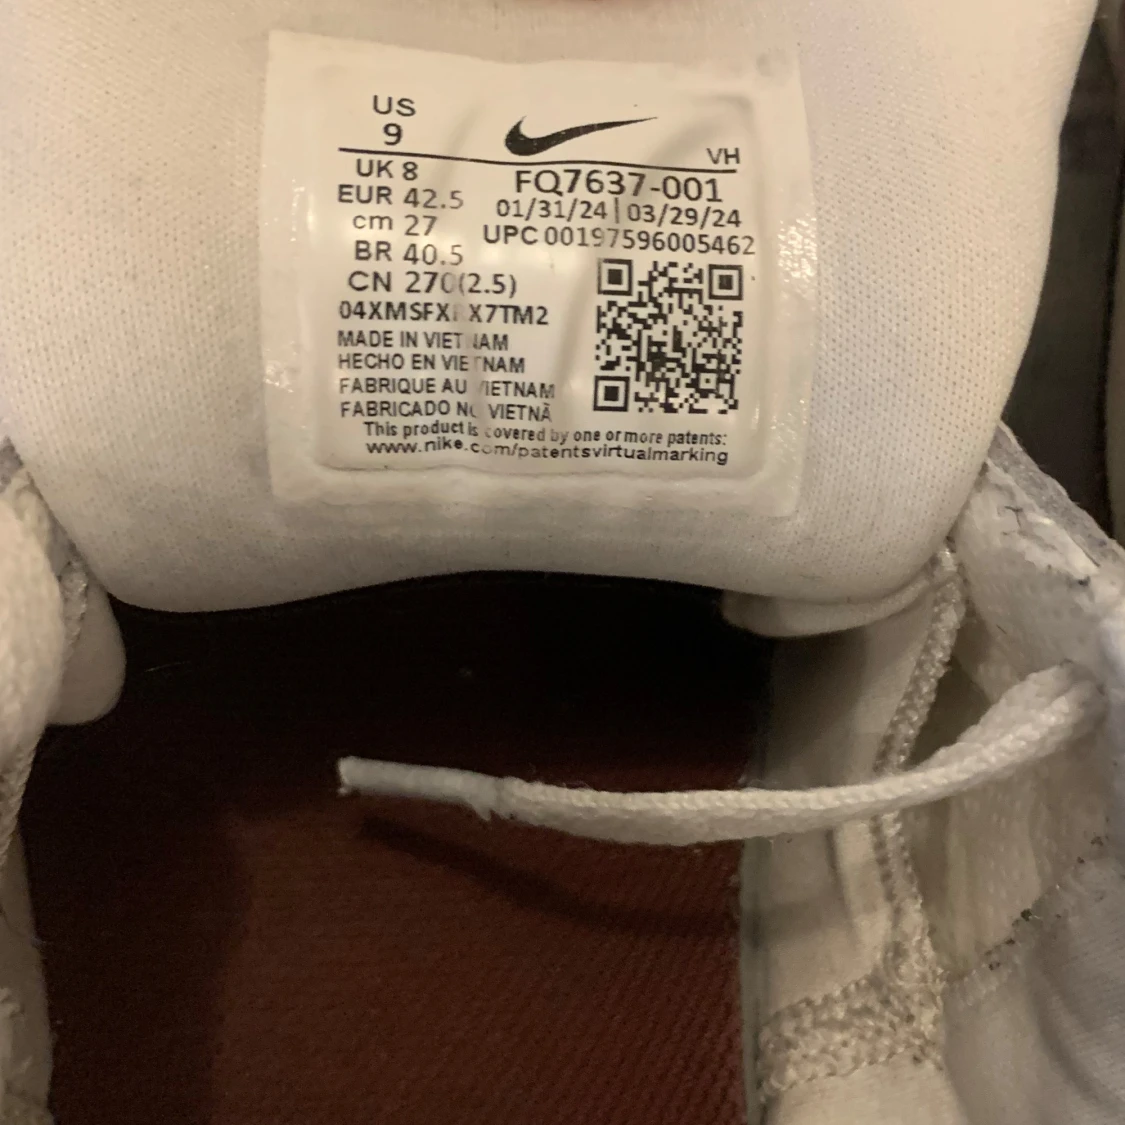 US
9
VH
UK 8
FQ7637-001
EUR 42.5
01/31/24 | 03/29/24
cm 27
UPC 00197596005462
BR 40.5
CN 270(2.5)
X7TM2
MADE IN VIETNAM
HECHO EN VIETNAM
FABRIQUE AU VIETNAM
FABRICADO NO VIETNÃ
This product is covered by one or more patents:
www.nike.com/patentsvirtualmarking